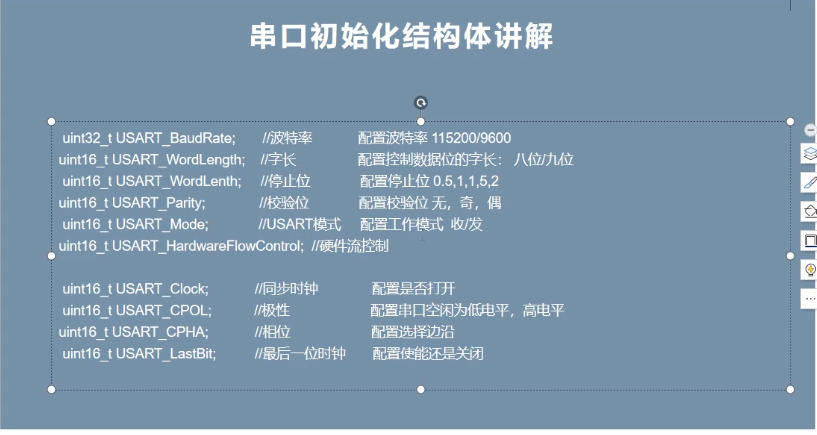 串口初始化结构体讲解
uint32_t USART_BaudRate; //波特率 配置波特率 115200/9600
uint16_t USART_WordLength; //字长 配置控制数据位的字长： 八位/九位
uint16_t USART_WordLenth; //停止位 配置停止位 0.5,1,1,5,2
uint16_t USART_Parity; //校验位 配置校验位 无，奇，偶
uint16_t USART_Mode; //USART模式 配置工作模式 收/发
uint16_t USART_HardwareFlowControl; //硬件流控制
uint16_t USART_Clock; //同步时钟 配置是否打开
uint16_t USART_CPOL; //极性 配置串口空闲为低电平，高电平
uint16_t USART_CPHA; //相位 配置选择边沿
uint16_t USART_LastBit; //最后一位时钟 配置使能还是关闭